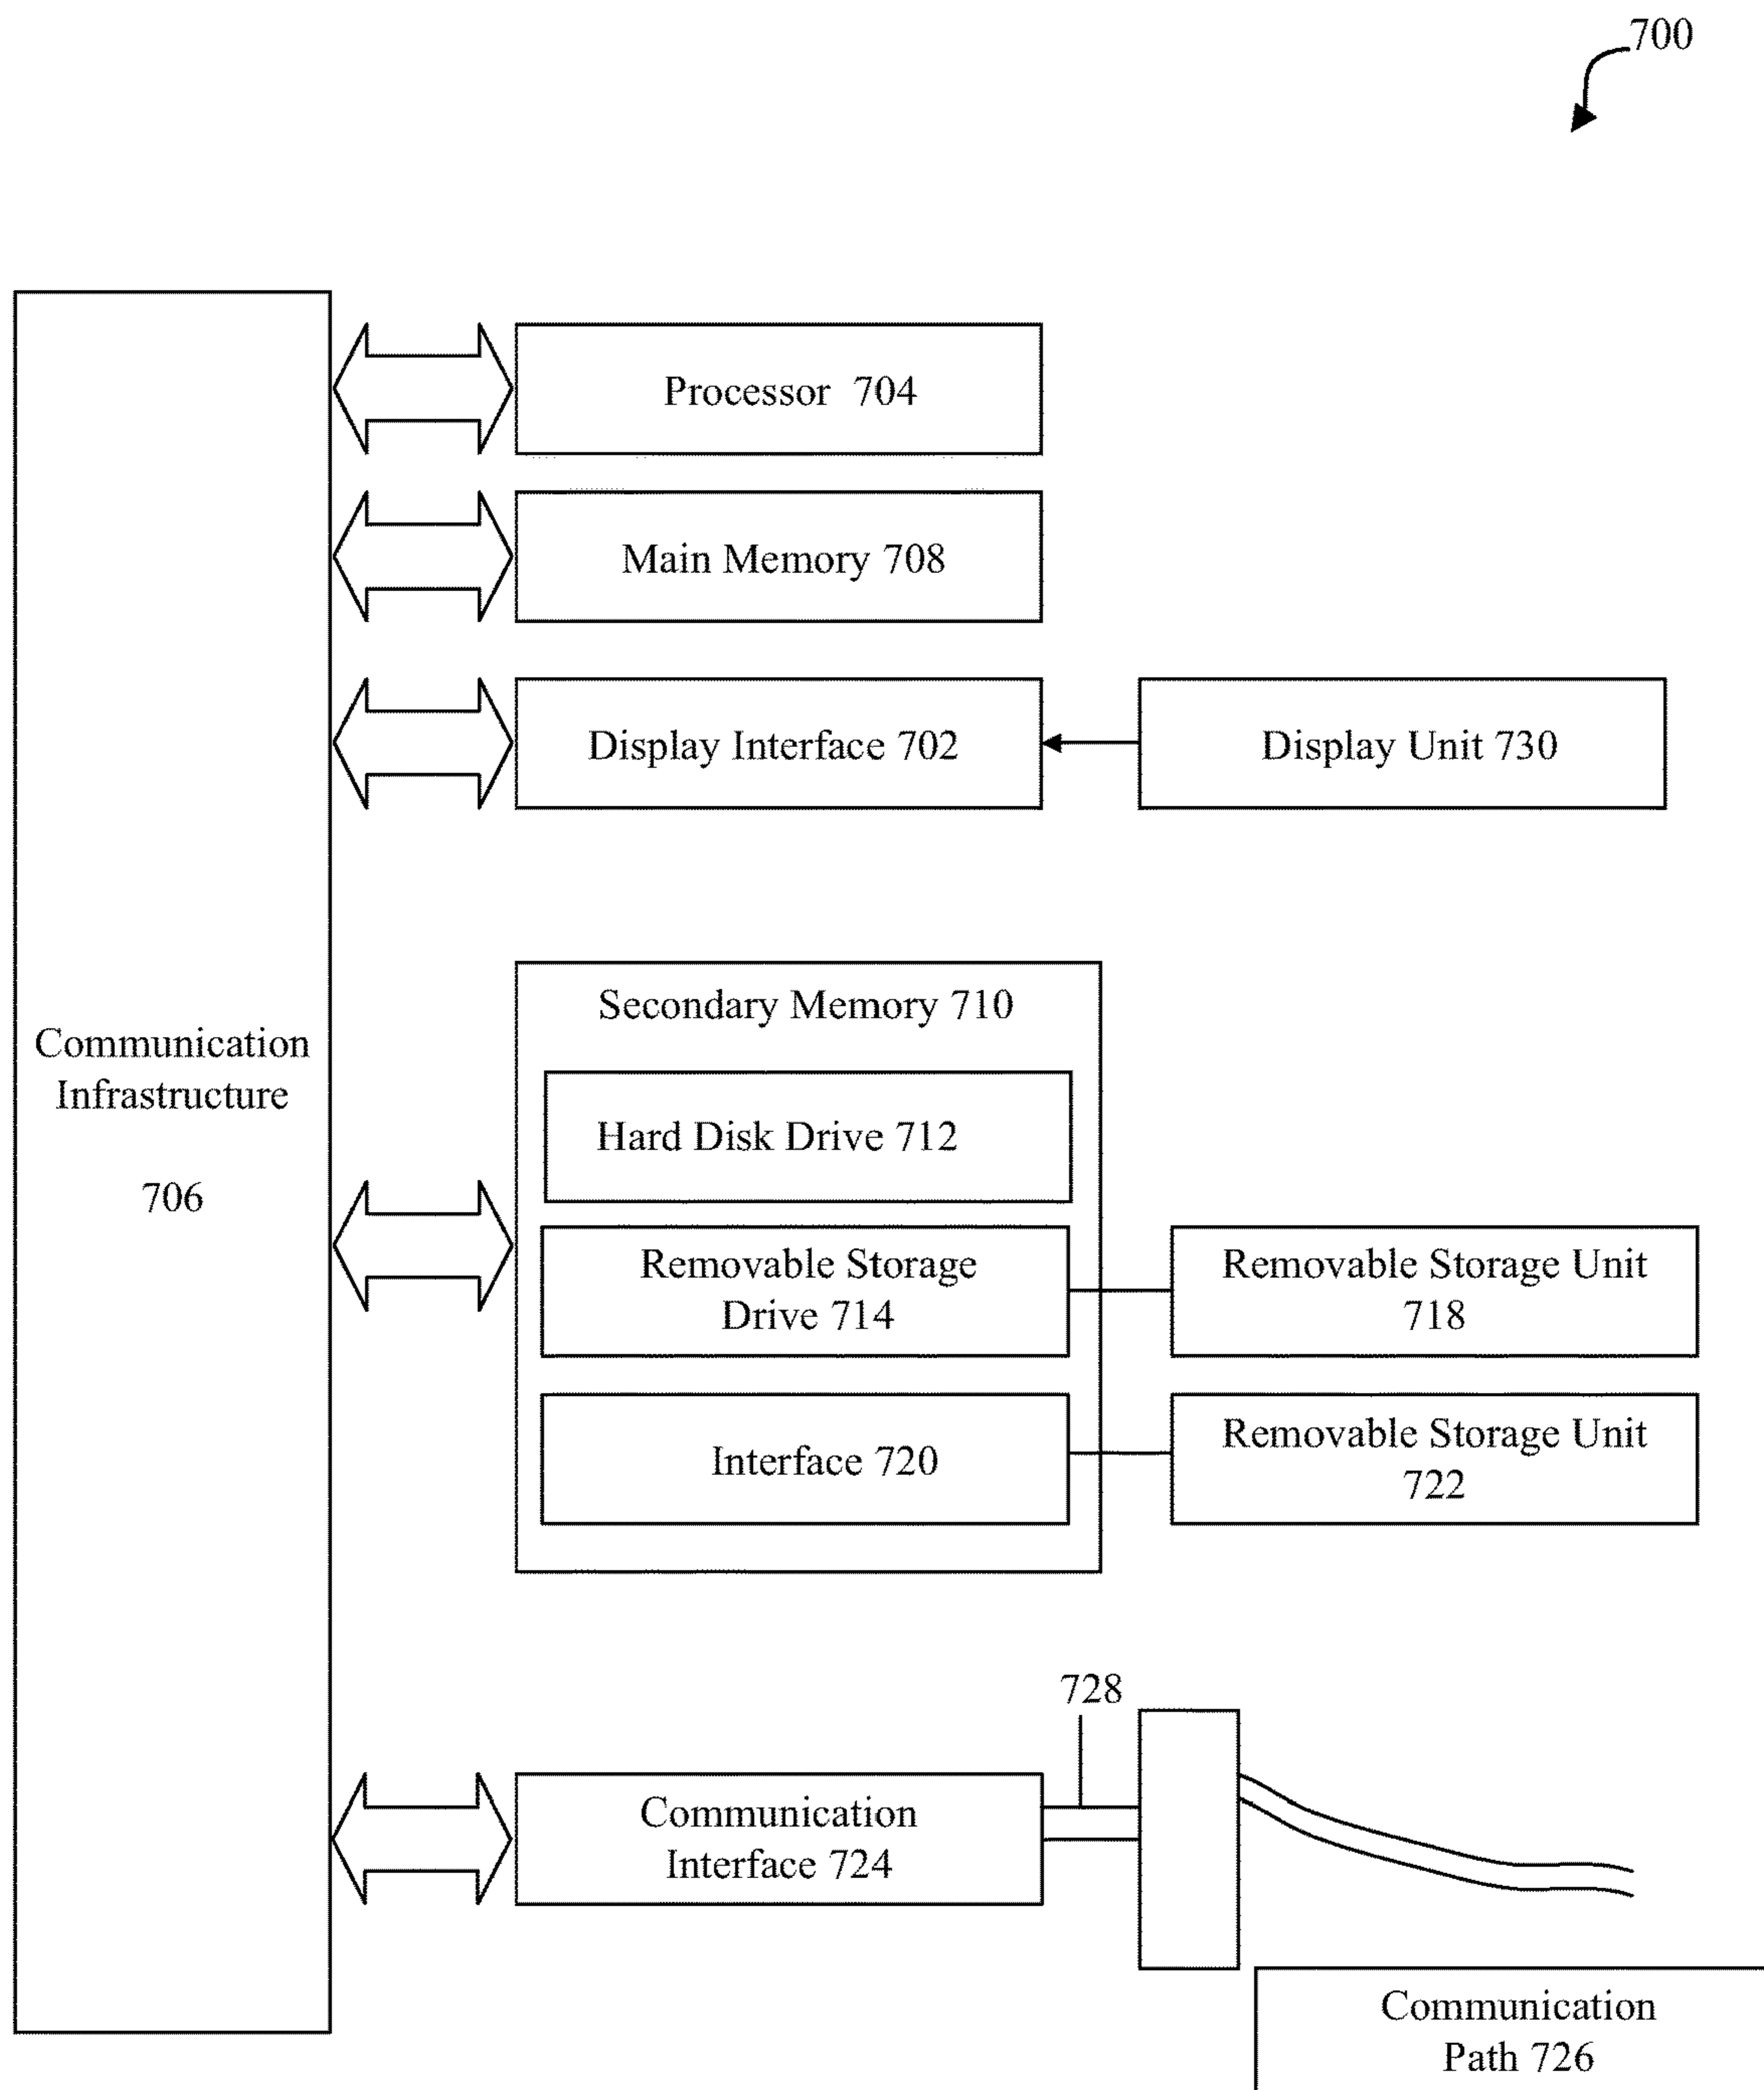 700
Processor 704
Main Memory 708
Display Interface 702
Display Unit 730
Secondary Memory 710
Communication
Infrastructure
706
Hard Disk Drive 712
Removable Storage
Drive 714
Removable Storage Unit
718
Interface 720
Removable Storage Unit
722
728
Communication
Interface 724
Communication
Path 726